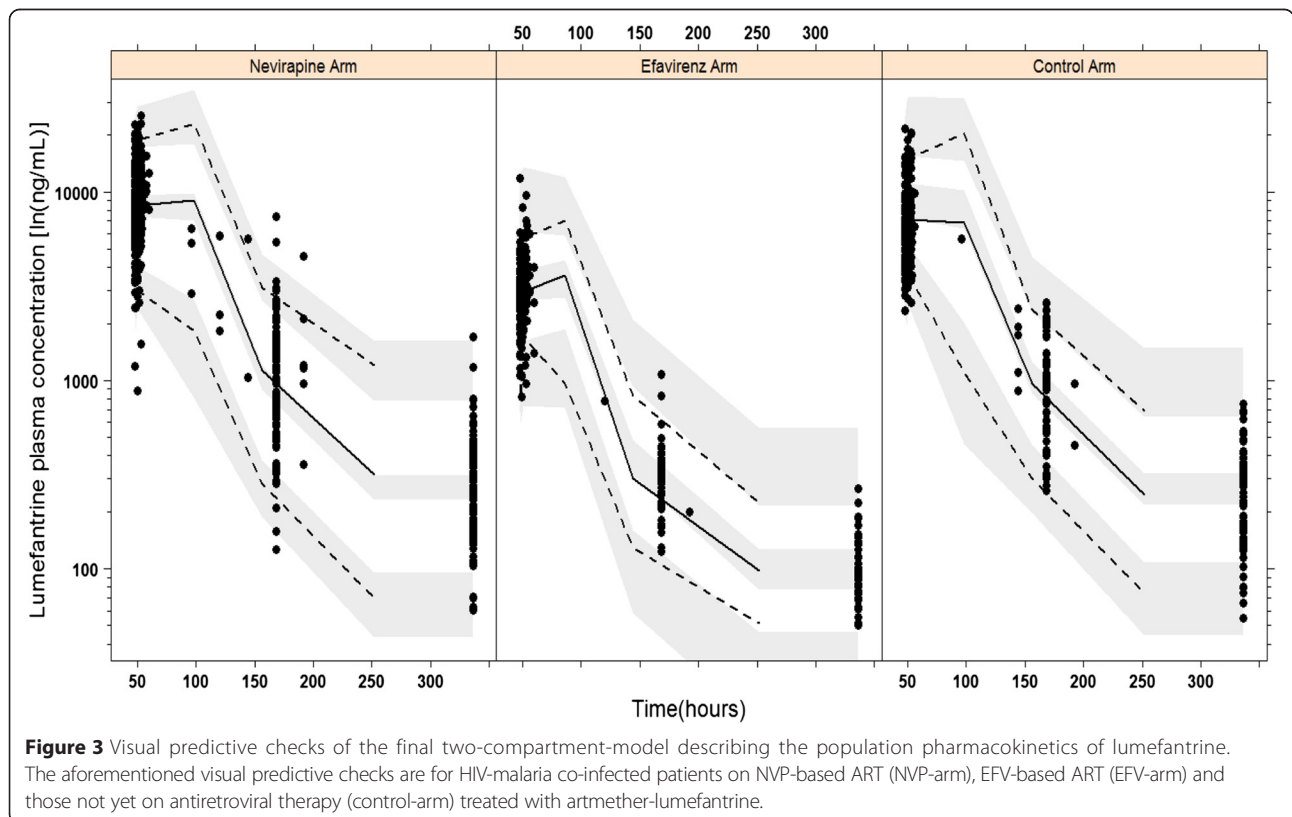 50 100 150 200 250 300
Nevirapine Arm Efavirenz Arm Control Arm
Lumefantrine plasma concentration [ln(ng/mL)]
10000
1000
100
50 100 150 200 250 300 50 100 150 200 250 300
Time(hours)
Figure 3 Visual predictive checks of the final two-compartment-model describing the population pharmacokinetics of lumefantrine.
The aforementioned visual predictive checks are for HIV-malaria co-infected patients on NVP-based ART (NVP-arm), EFV-based ART (EFV-arm) and
those not yet on antiretroviral therapy (control-arm) treated with artmether-lumefantrine.